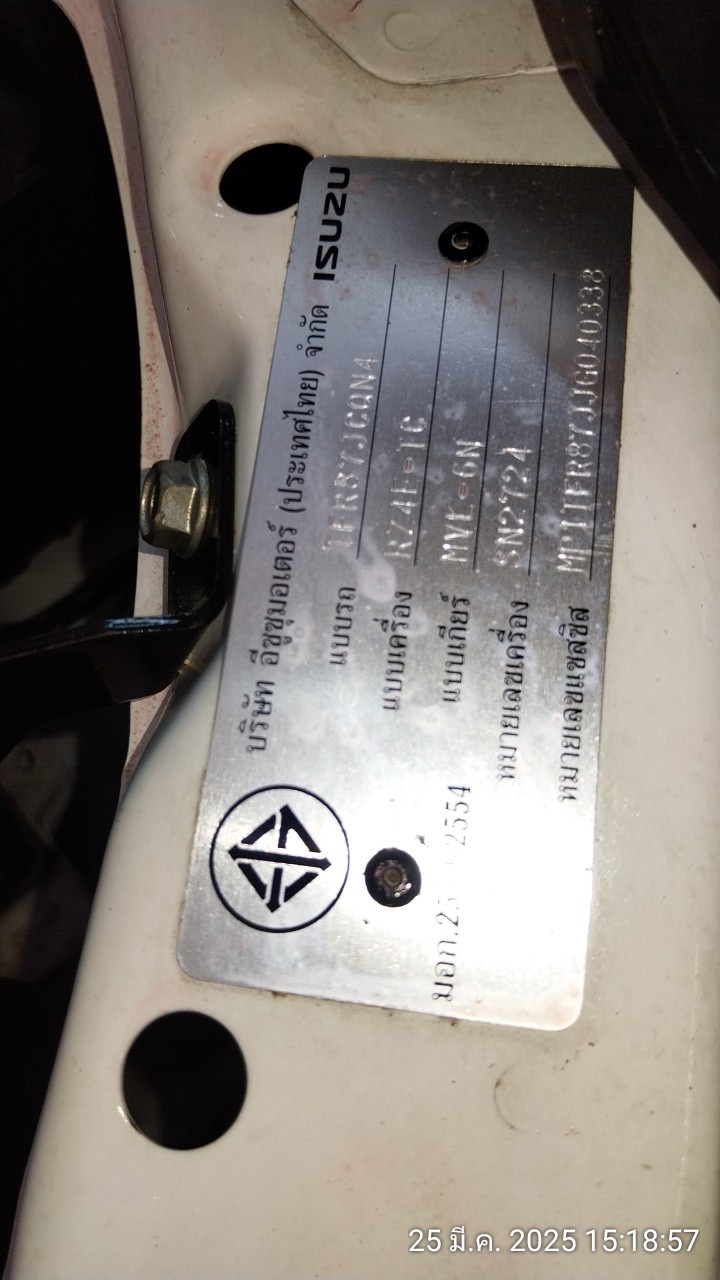 บริษัท อีซูซุมอเตอร์ (ประเทศไทย) จำกัด ISUZU
แบบรถ TFR87JCQN4
แบบเครื่อง RZ4E-TC
แบบเกียร์ MVL-6N
หมายเลขเครื่อง SN2724
หมายเลขแชสซีส MP1TFR87JJG040338
มอก. 2554
25 มี.ค. 2025 15:18:57